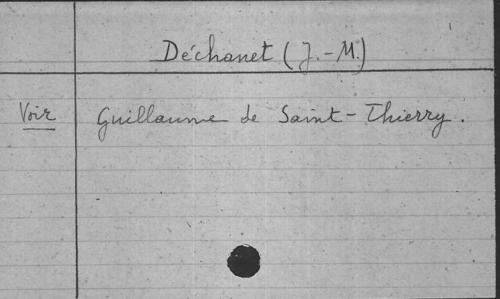 Déchanet (J.-M.)
Voir Guillaume de Saint-Thierry.